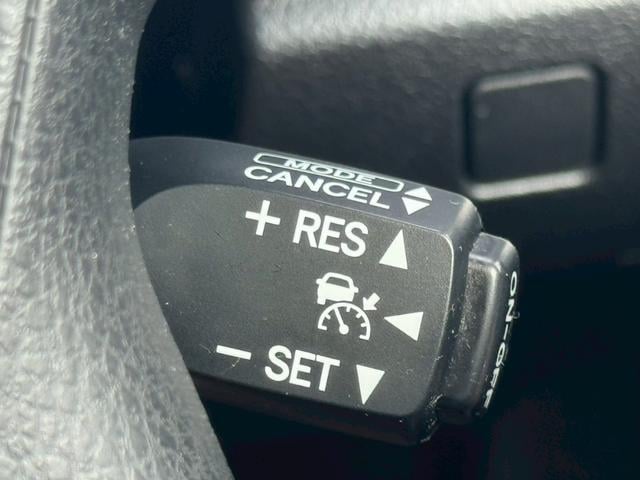 MODE
CANCEL
+ RES
- SET
ON-OFF